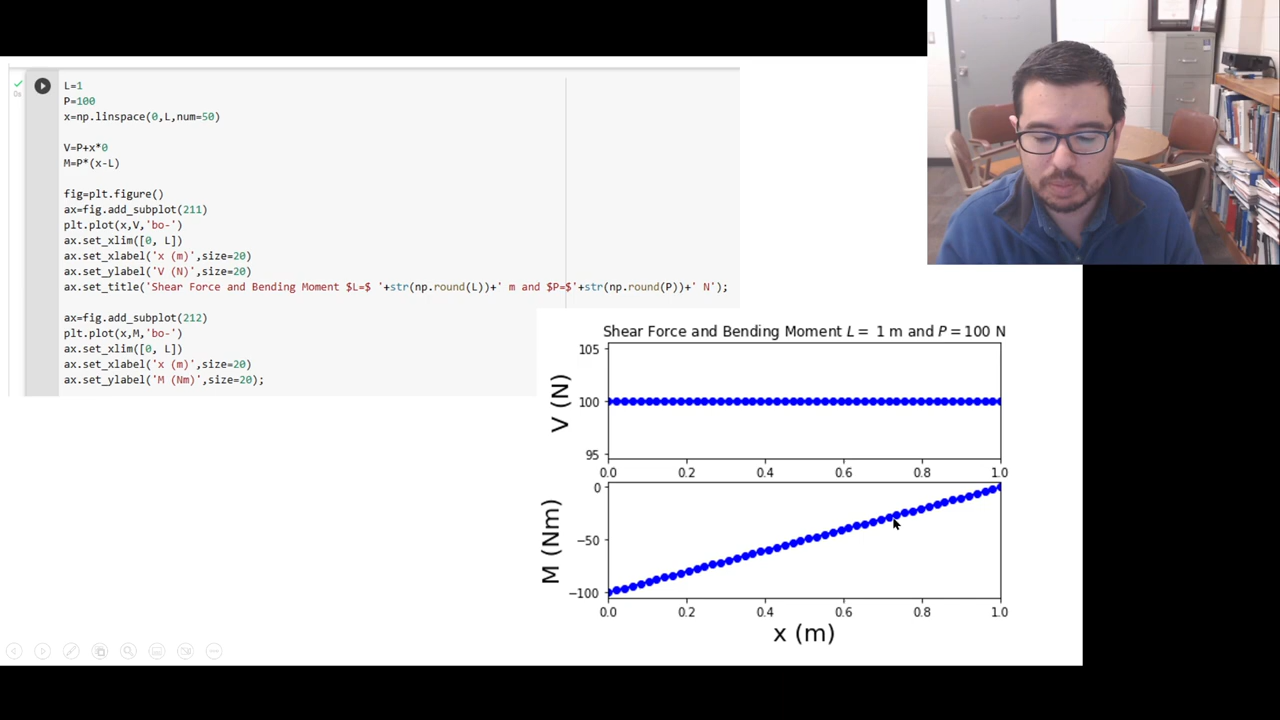 L=1
P=100
x=np.linspace(0,L,num=50)
V=P+x*0
M=P*(x-L)
fig=plt.figure()
ax=fig.add_subplot(211)
plt.plot(x,V,'bo-')
ax.set_xlim([0, L])
ax.set_xlabel('x (m)',size=20)
ax.set_ylabel('V (N)',size=20)
ax.set_title('Shear Force and Bending Moment $L=$ '+str(np.round(L))+' m and $P=$'+str(np.round(P))+' N');
ax=fig.add_subplot(212)
plt.plot(x,M,'bo-')
ax.set_xlim([0, L])
ax.set_xlabel('x (m)',size=20)
ax.set_ylabel('M (Nm)',size=20);
Shear Force and Bending Moment L = 1 m and P = 100 N
V (N)
105
100
95
0.0 0.2 0.4 0.6 0.8 1.0
M (Nm)
0
−50
−100
0.0 0.2 0.4 0.6 0.8 1.0
x (m)